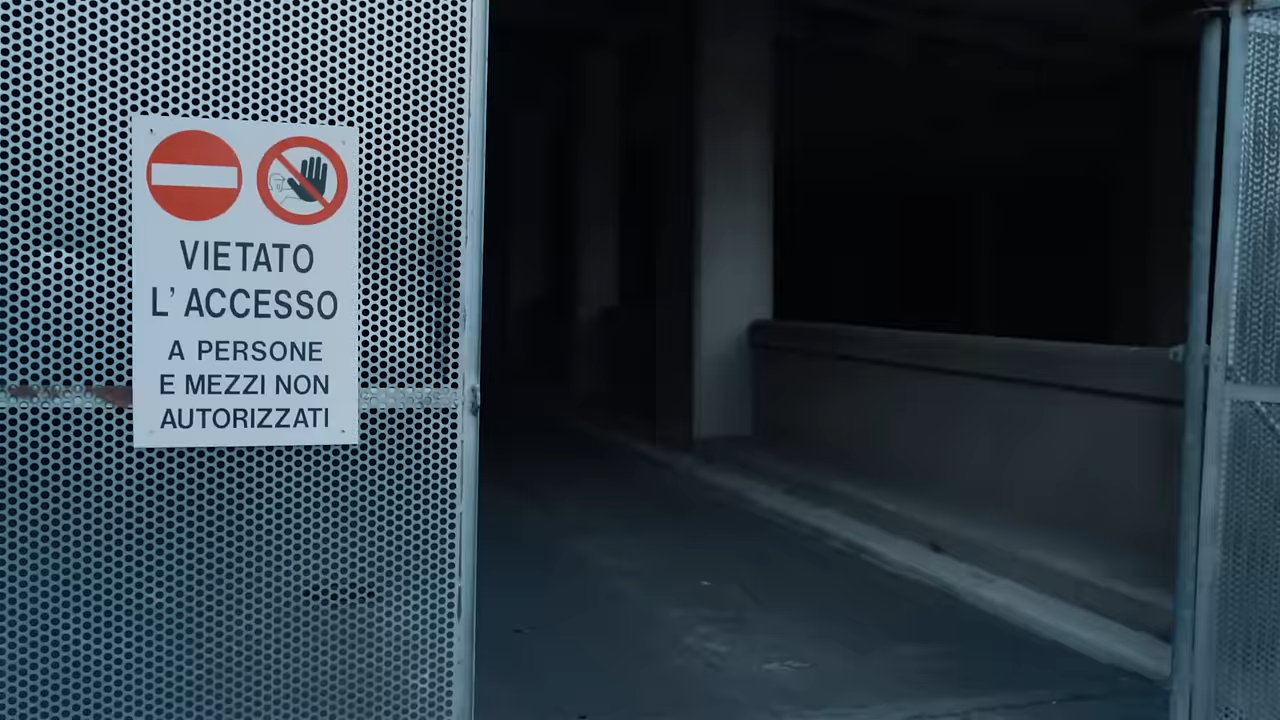 VIETATO
L'ACCESSO
A PERSONE
E MEZZI NON
AUTORIZZATI